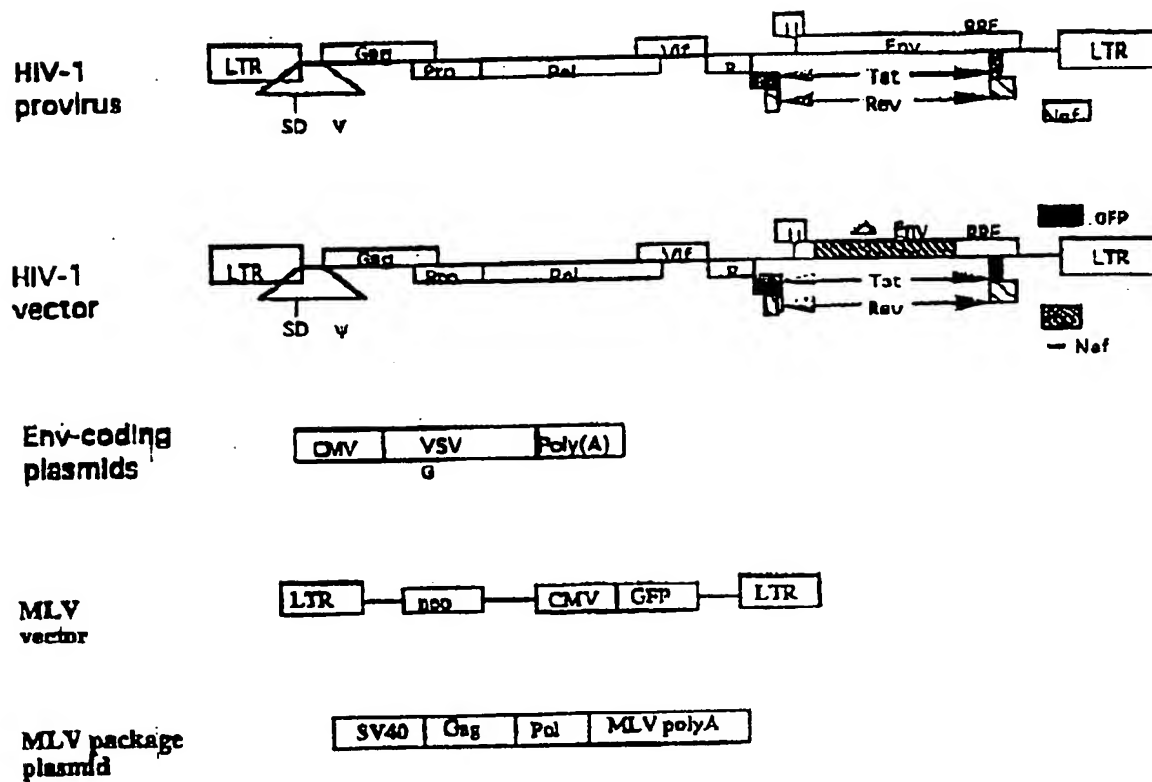 HIV-1
provirus
LTR
Gag
Pro
Pol
Vif
R
U
Env
RRE
LTR
Tat
Rev
Nef
SD
HIV-1
vector
LTR
Gag
Pro
Pol
Vif
R
U
Δ
Env
RRE
GFP
LTR
Tat
Rev
SD
Ψ
— Nef
Env-coding
plasmids
CMV
VSV
G
Poly(A)
MLV
vector
LTR
neo
CMV
GFP
LTR
MLV package
plasmid
SV40
Gag
Pol
MLV polyA